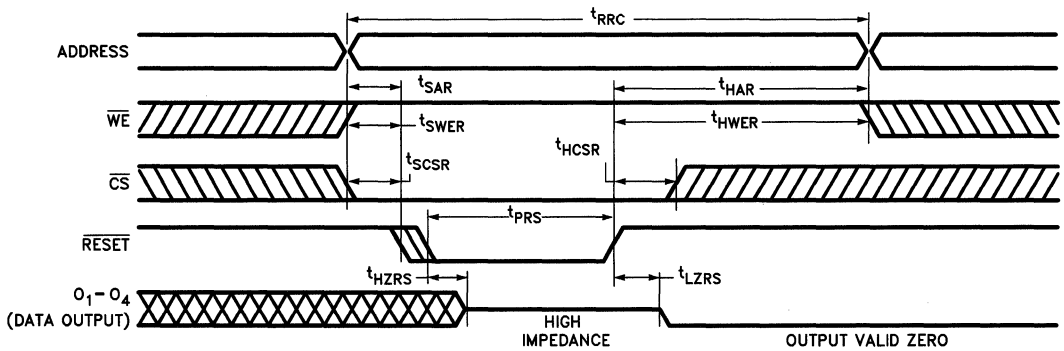 tRRC
ADDRESS
tSAR
tHAR
WE
tSWER
tHWER
tSCSR
tHCSR
CS
tPRS
RESET
tHZRS
tLZRS
O1–O4
(DATA OUTPUT)
HIGH
IMPEDANCE
OUTPUT VALID ZERO